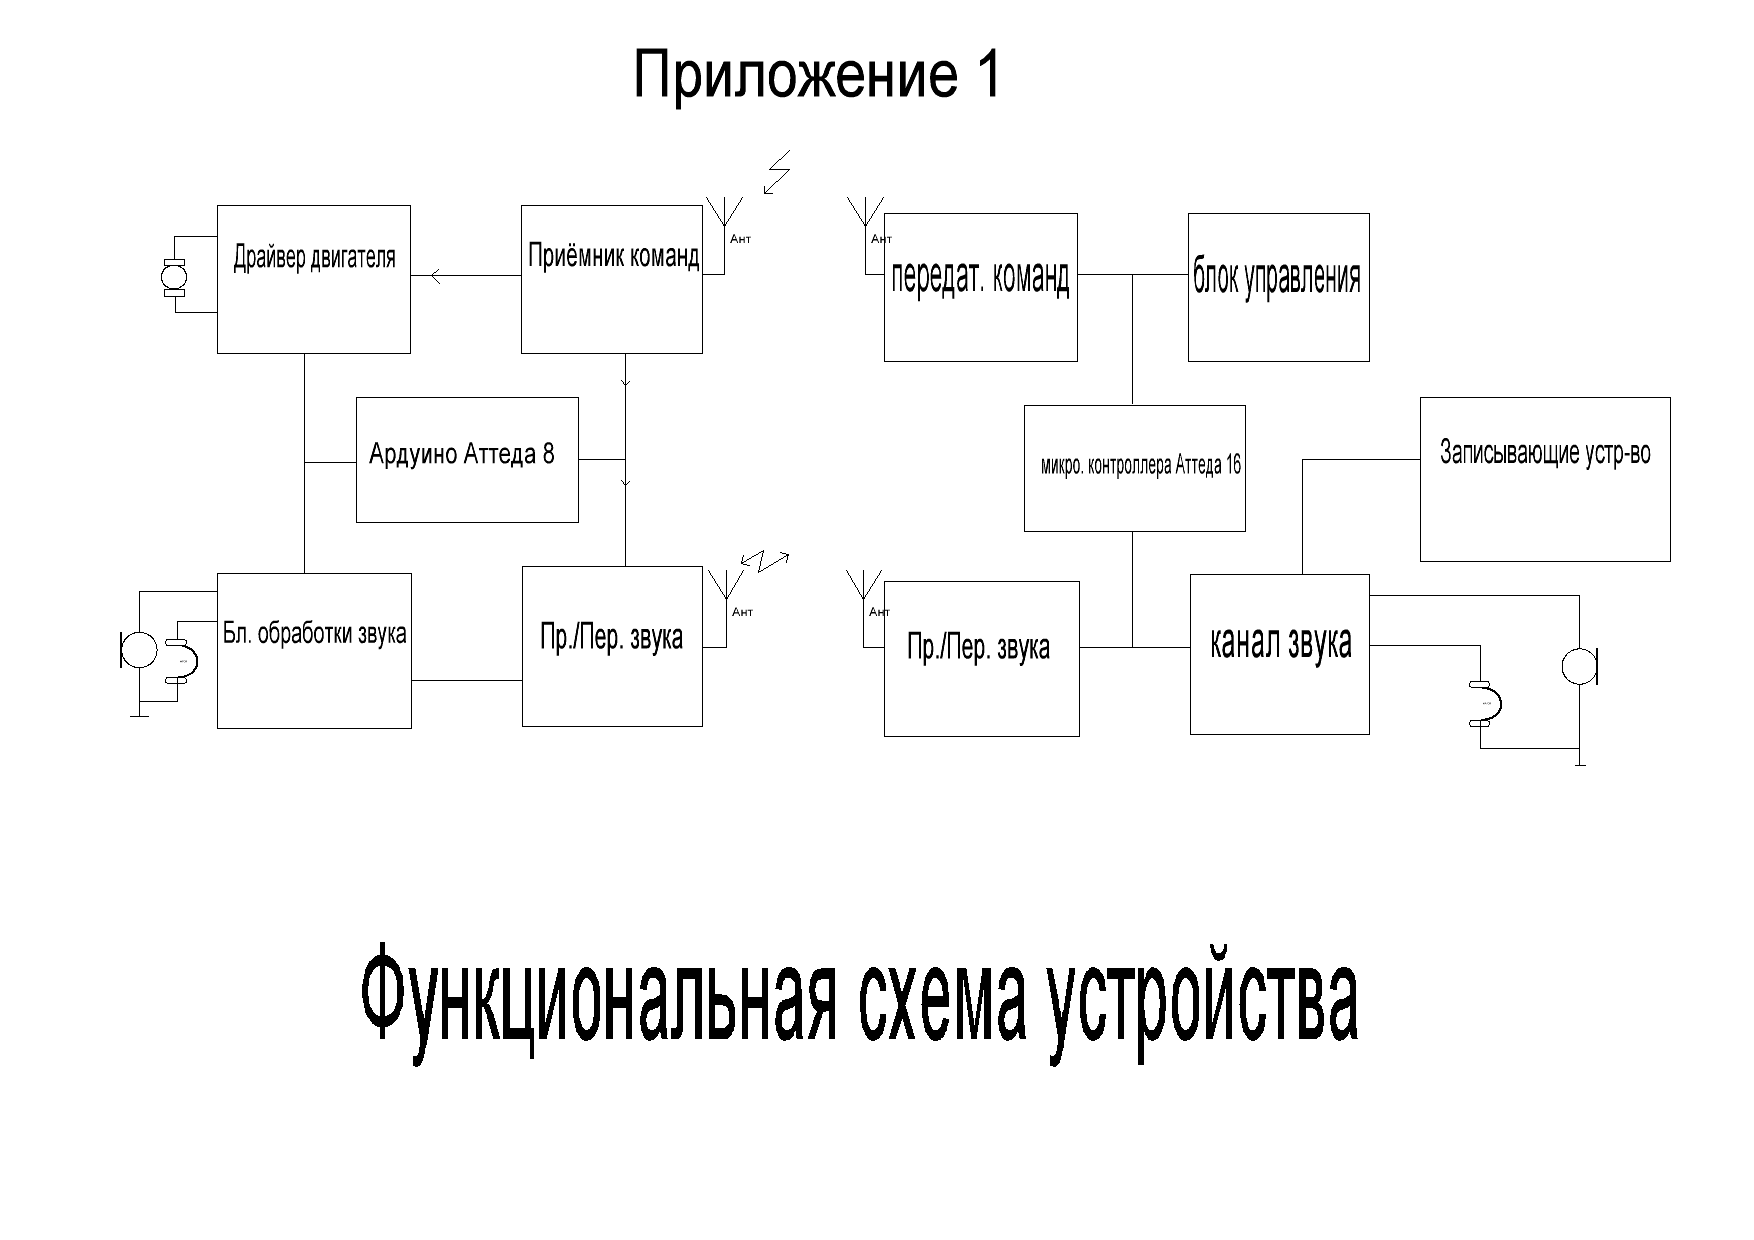 Приложение 1
Драйвер двигателя
Приёмник команд
Ант
Ант
передат. команд
блок управления
Ардуино Аттеда 8
микро. контроллера Аттеда 16
Записывающие устр-во
Бл. обработки звука
Пр./Пер. звука
Ант
Ант
Пр./Пер. звука
канал звука
Функциональная схема устройства